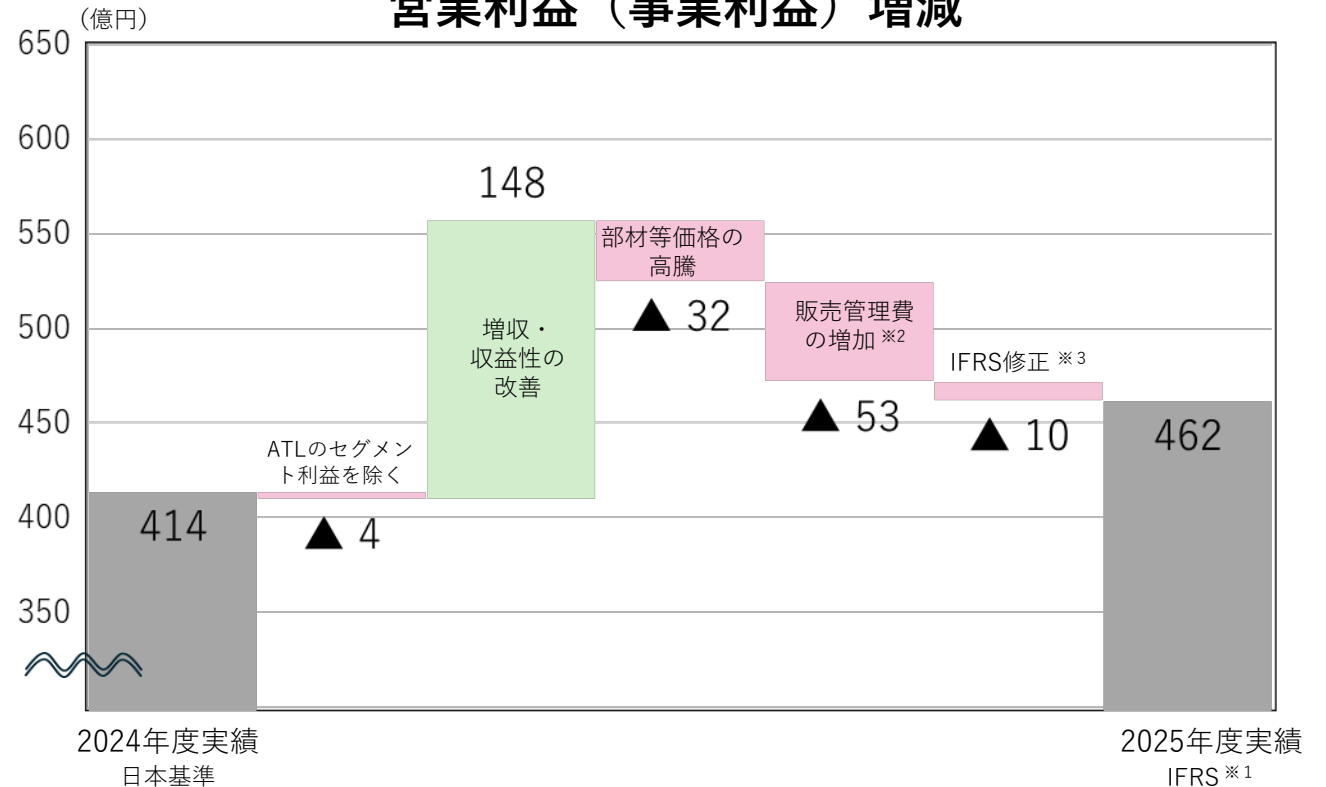 営業利益（事業利益）増減
（億円）
650
600
550
500
450
400
350
414
ATLのセグメン
ト利益を除く
▲ 4
148
増収・
収益性の
改善
部材等価格の
高騰
▲ 32
販売管理費
の増加 ※2
▲ 53
IFRS修正 ※3
▲ 10
462
2024年度実績
日本基準
2025年度実績
IFRS ※1